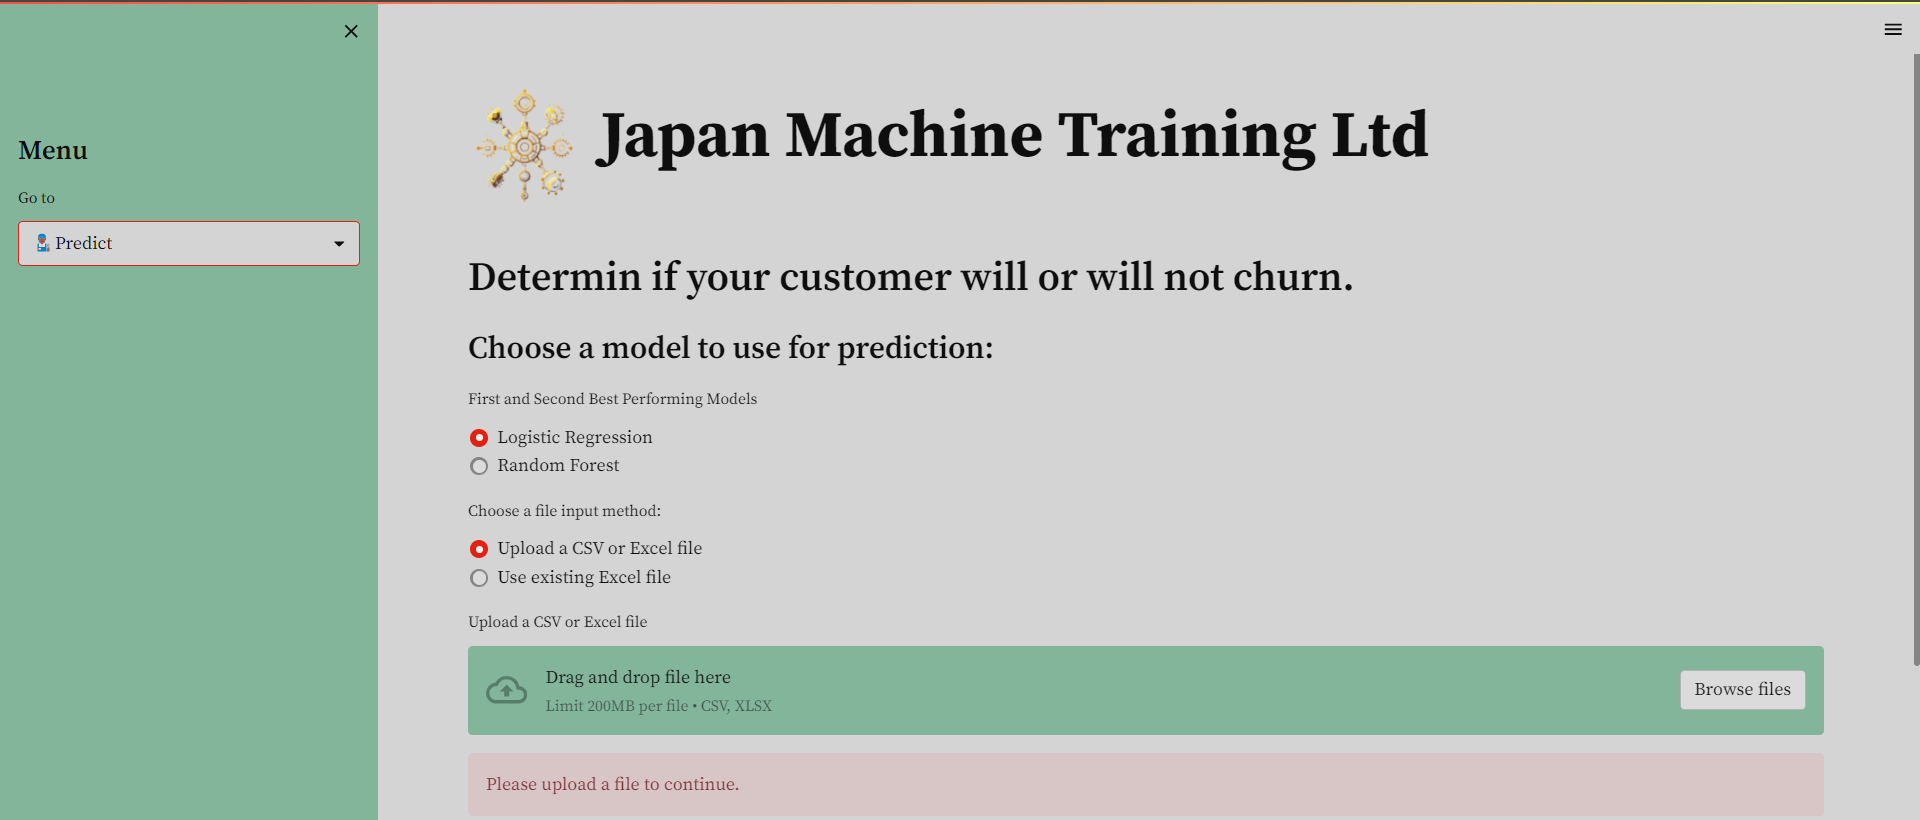 Menu
Go to
Predict
Japan Machine Training Ltd
Determin if your customer will or will not churn.
Choose a model to use for prediction:
First and Second Best Performing Models
Logistic Regression
Random Forest
Choose a file input method:
Upload a CSV or Excel file
Use existing Excel file
Upload a CSV or Excel file
Drag and drop file here
Limit 200MB per file • CSV, XLSX
Browse files
Please upload a file to continue.